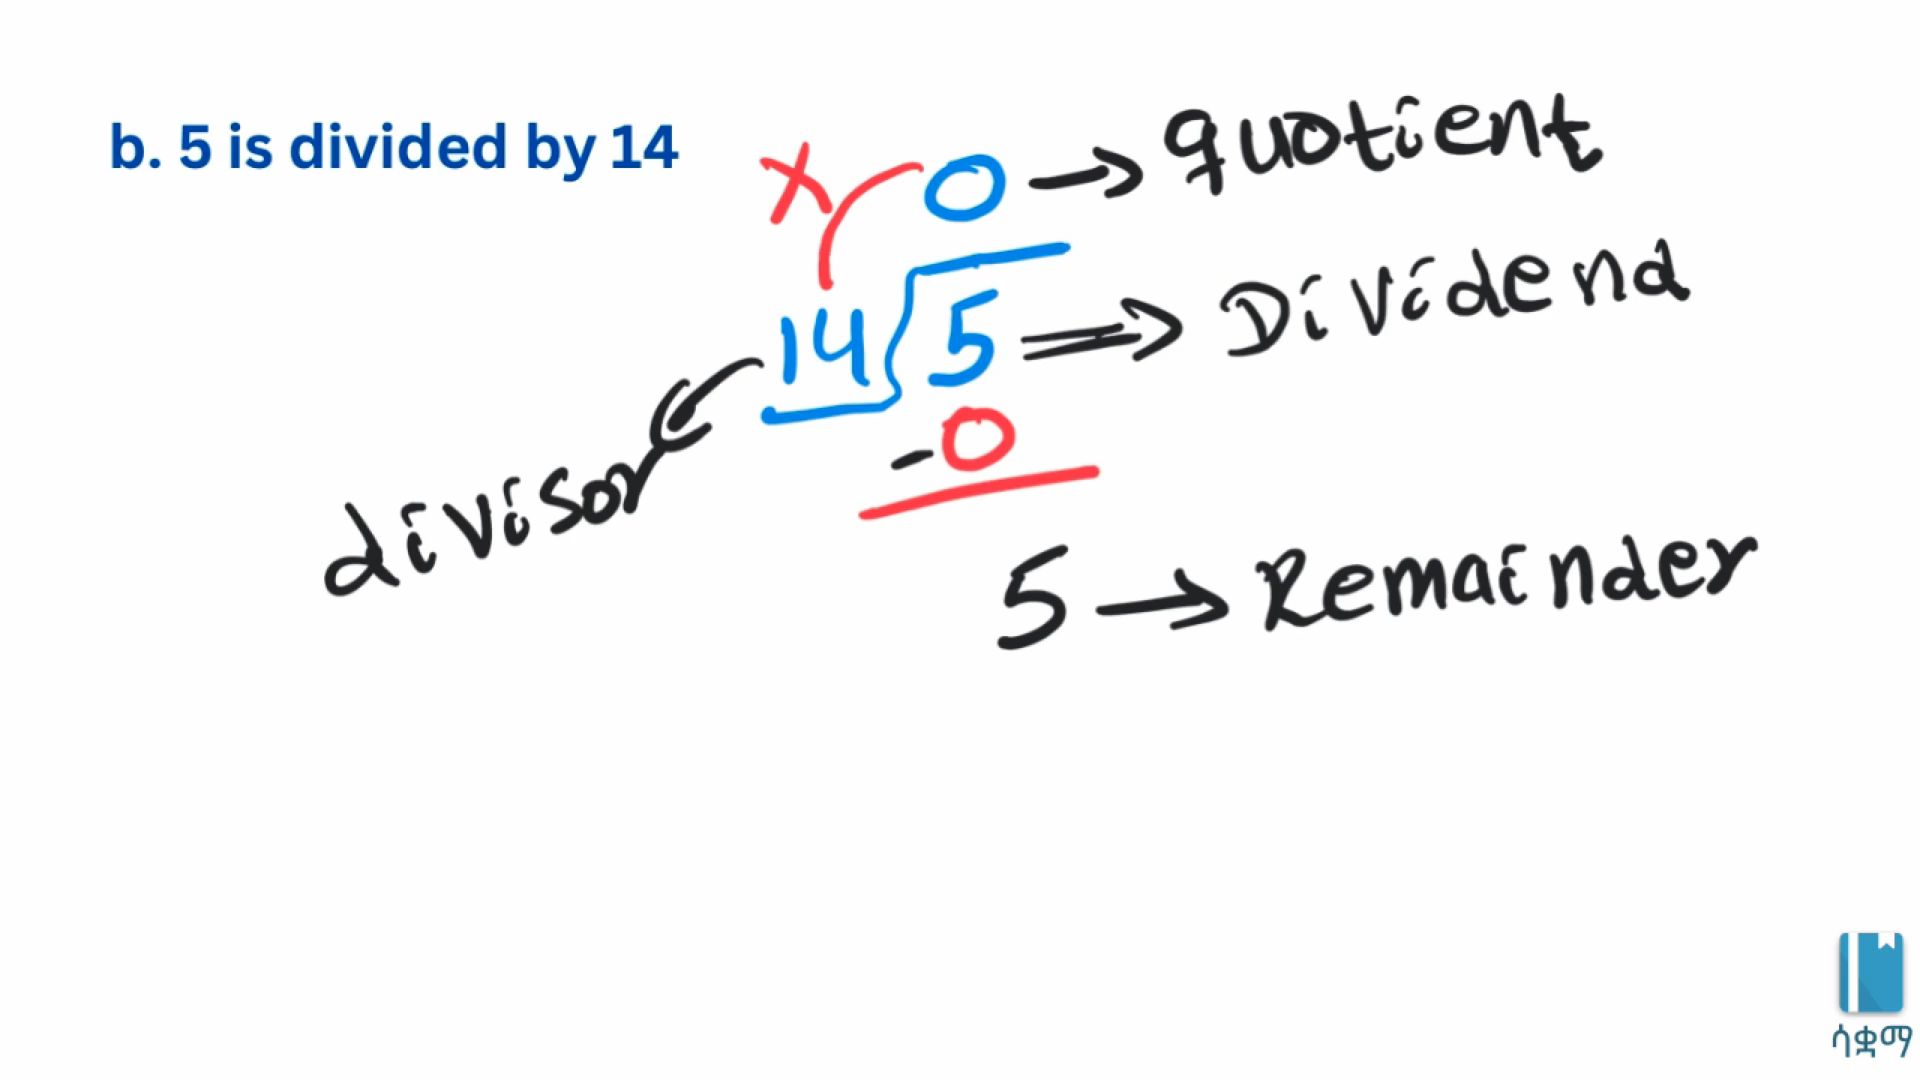 b. 5 is divided by 14
× 0 → quotient
14 5 ⇒ Dividend
divisor
-0
5 → Remainder
ሳቋማ